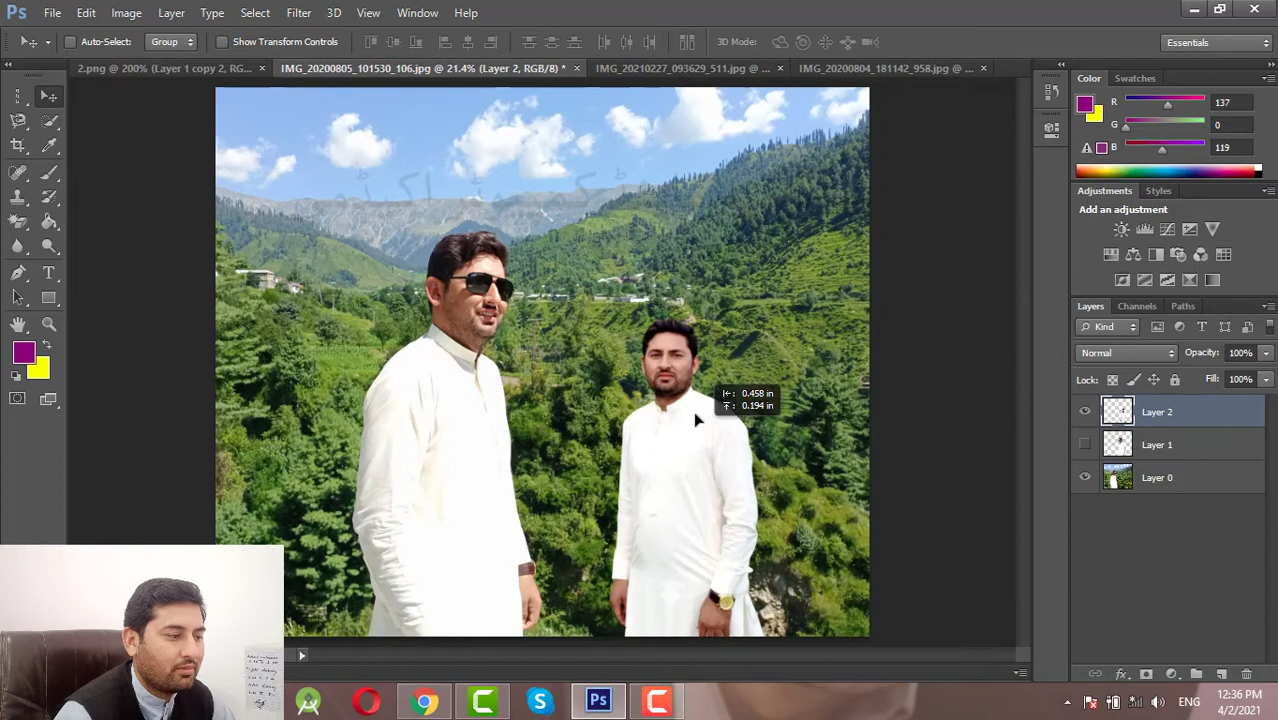 Ps File Edit Image Layer Type Select Filter 3D View Window Help
Auto-Select: Group Show Transform Controls 3D Mode: Essentials
2.png @ 200% (Layer 1 copy 2, RG... × IMG_20200805_101530_106.jpg @ 21.4% (Layer 2, RGB/8) * × IMG_20210227_093629_511.jpg @ ... × IMG_20200804_181142_958.jpg @ ... ×
Color Swatches
R 137
G 0
B 119
Adjustments Styles
Add an adjustment
Layers Channels Paths
Kind
Normal Opacity: 100%
Lock: Fill: 100%
Layer 2
Layer 1
Layer 0
0.458 in
0.194 in
Ps
ENG
12:36 PM
4/2/2021